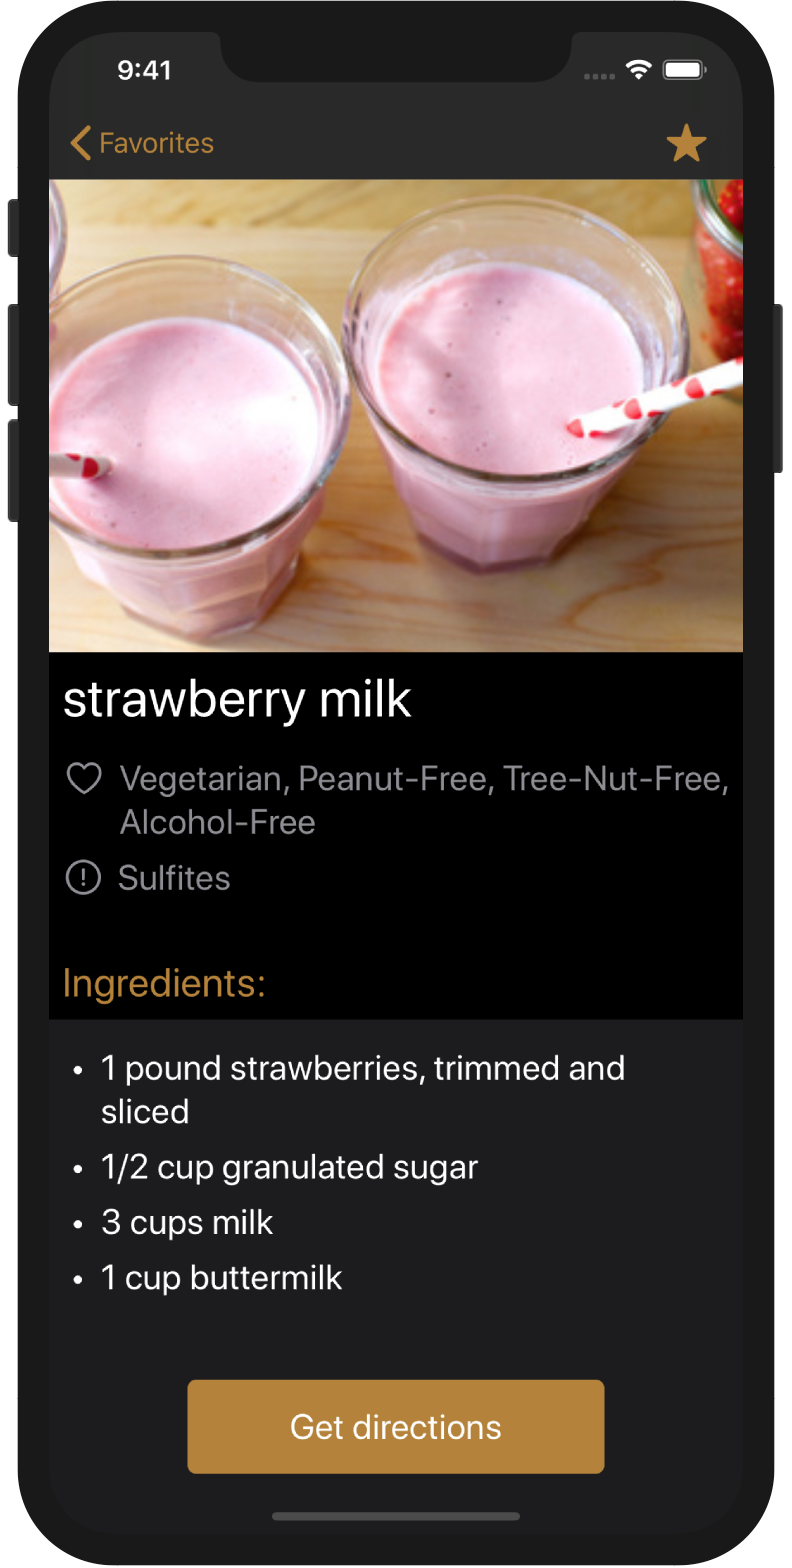 9:41
Favorites
strawberry milk
Vegetarian, Peanut-Free, Tree-Nut-Free,
Alcohol-Free
Sulfites
Ingredients:
• 1 pound strawberries, trimmed and
sliced
• 1/2 cup granulated sugar
• 3 cups milk
• 1 cup buttermilk
Get directions